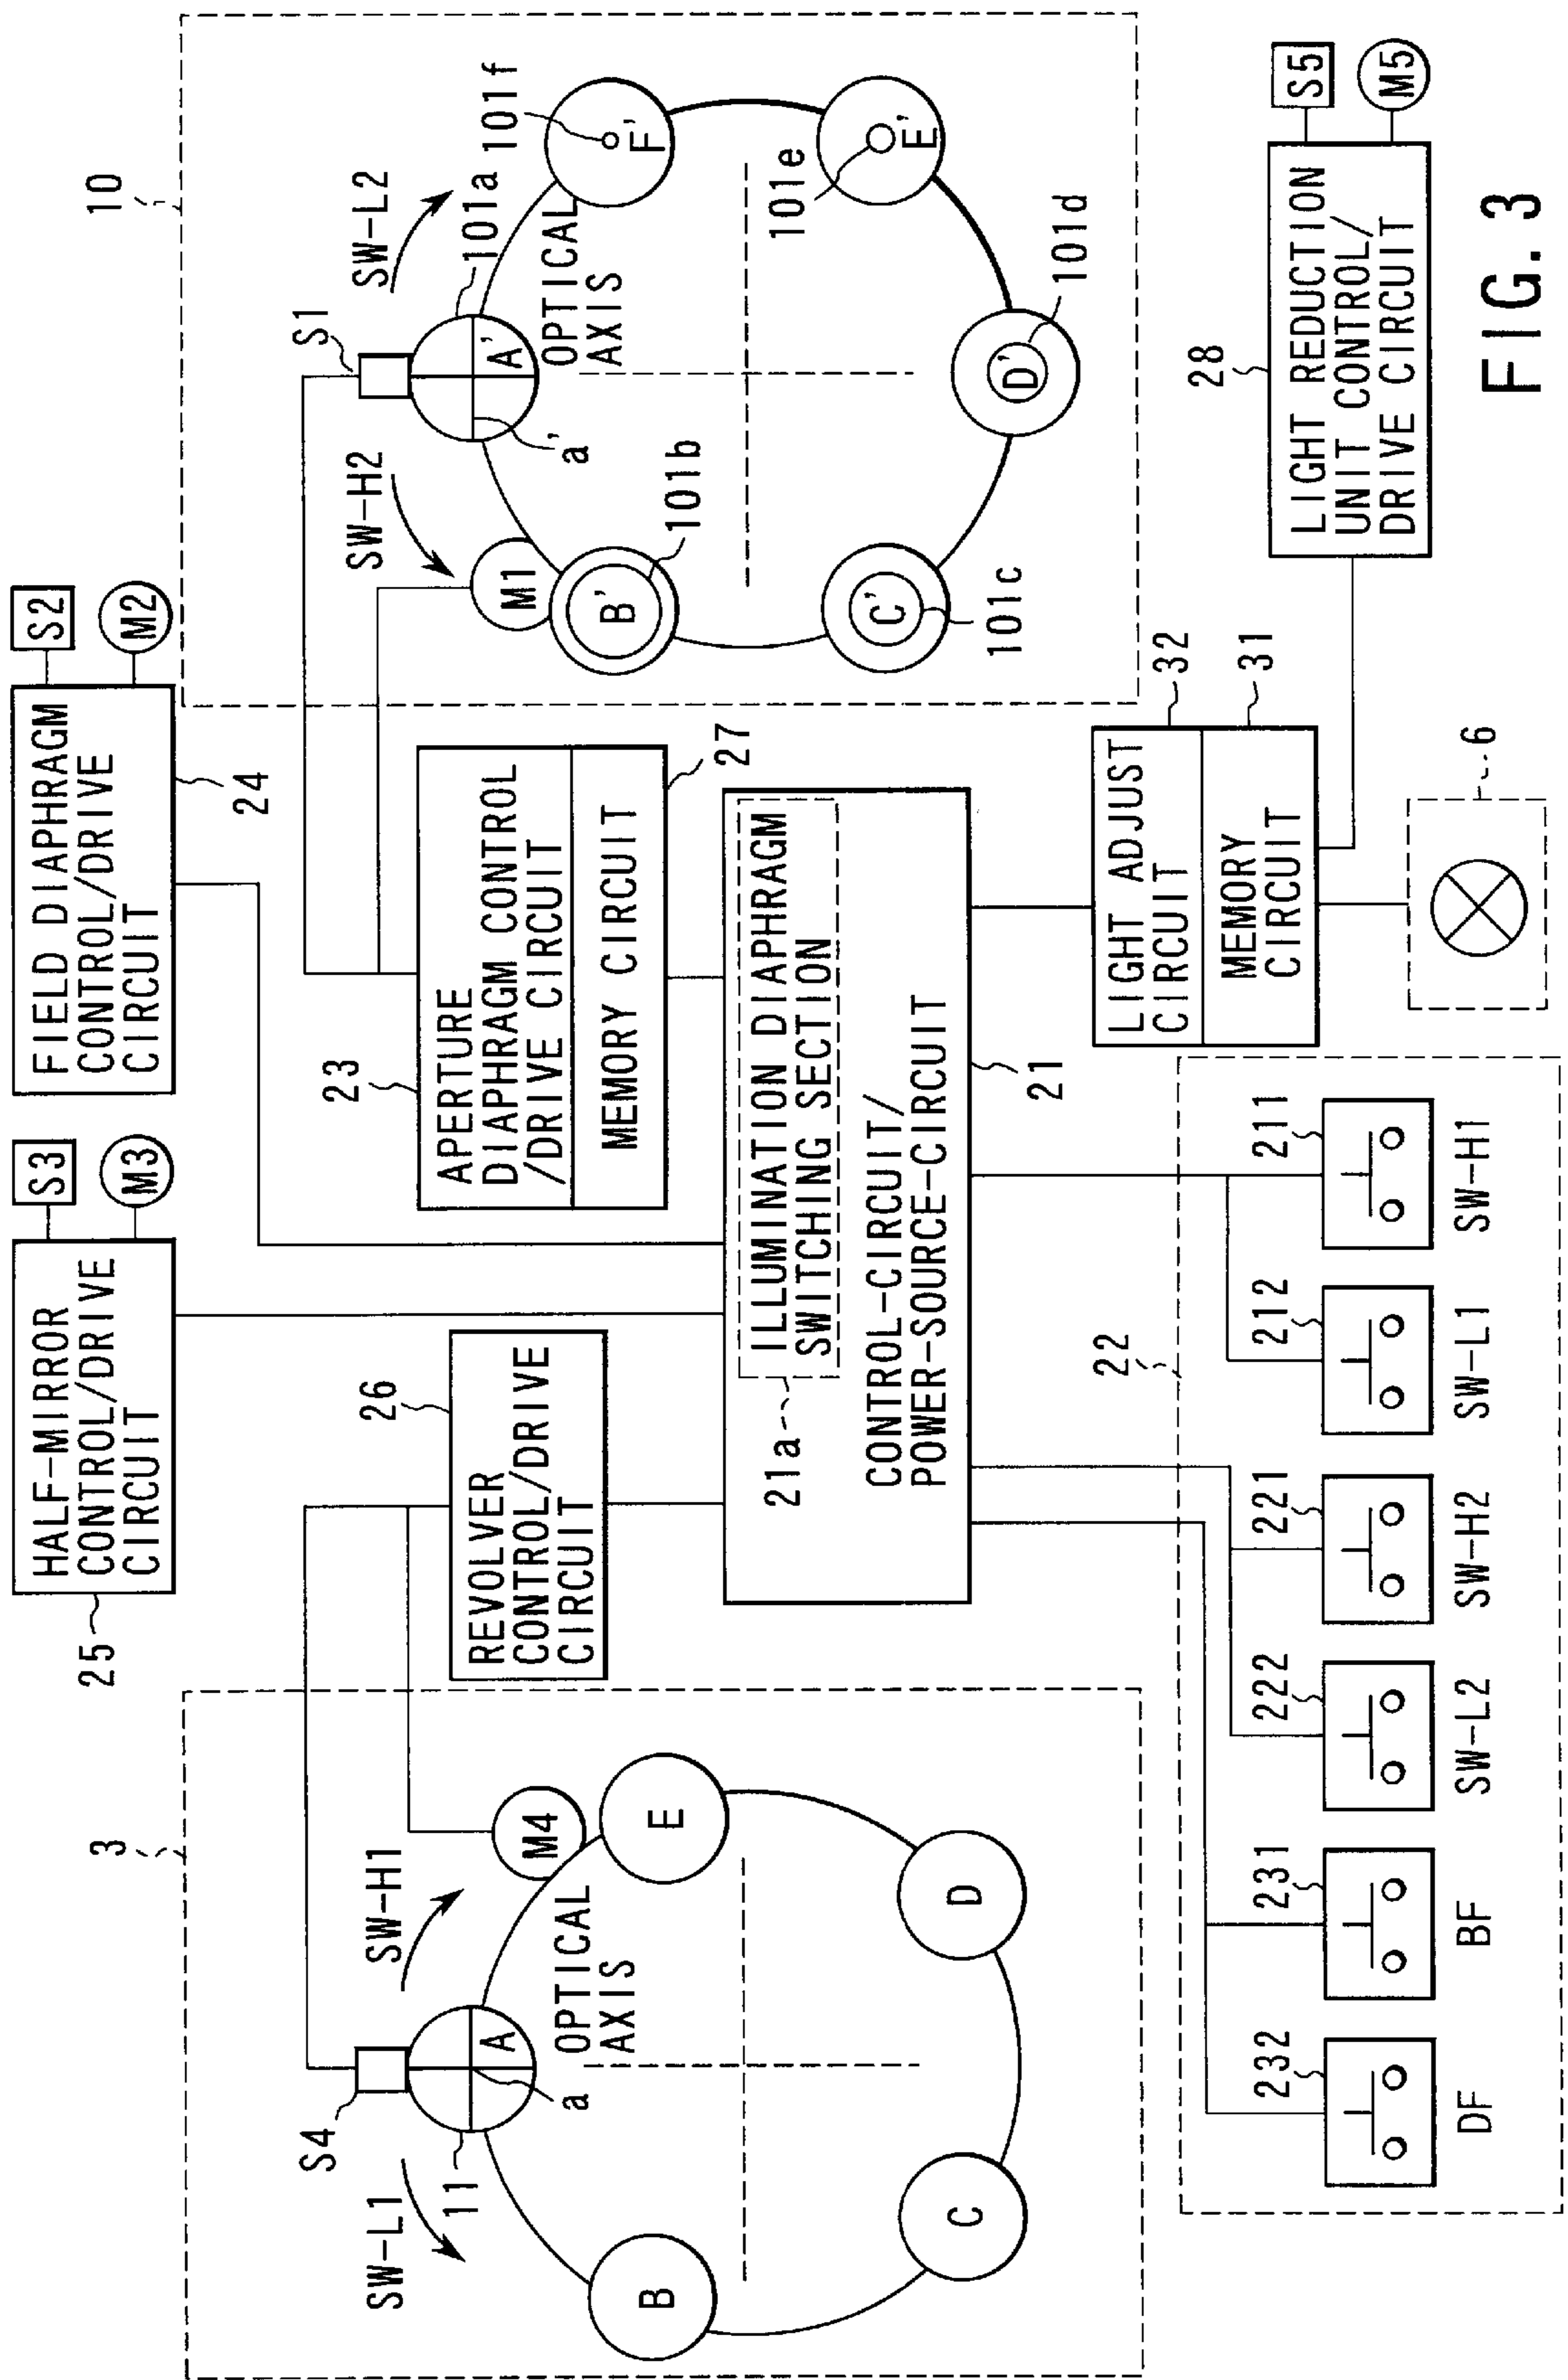 HALF-MIRROR
CONTROL/DRIVE
CIRCUIT
25
S3
M3
FIELD DIAPHRAGM
CONTROL/DRIVE
CIRCUIT
24
S2
M2
3
S4
SW-L1
SW-H1
11
A
a
OPTICAL
AXIS
M4
B
C
D
E
26
REVOLVER
CONTROL/DRIVE
CIRCUIT
23
APERTURE
DIAPHRAGM CONTROL
/DRIVE CIRCUIT
MEMORY CIRCUIT
27
10
S1
SW-H2
SW-L2
101a
A'
a'
OPTICAL
AXIS
M1
B'
101b
C'
101c
D'
101d
E'
101e
F'
101f
21a
ILLUMINATION DIAPHRAGM
SWITCHING SECTION
CONTROL-CIRCUIT/
POWER-SOURCE-CIRCUIT
21
LIGHT ADJUST
CIRCUIT
32
MEMORY
CIRCUIT
31
6
28
LIGHT REDUCTION
UNIT CONTROL/
DRIVE CIRCUIT
S5
M5
22
232
231
222
221
212
211
DF
BF
SW-L2
SW-H2
SW-L1
SW-H1
FIG. 3